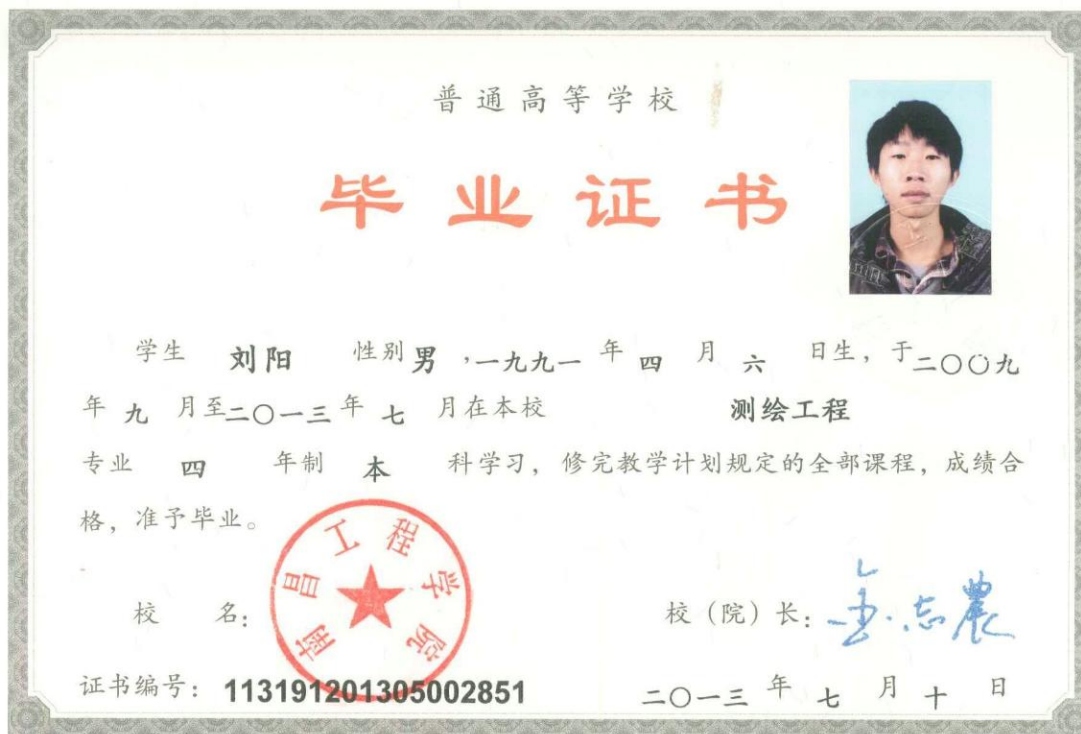 普通高等学校
毕业证书
学生 刘阳 性别 男 ,一九九一 年 四 月 六 日生，于二〇〇九
年 九 月至二〇一三年 七 月在本校 测绘工程
专业 四 年制 本 科学习，修完教学计划规定的全部课程，成绩合
格，准予毕业。
南昌工程学院
校 名： 校（院）长：金志農
证书编号：113191201305002851 二〇一三 年 七 月 十 日